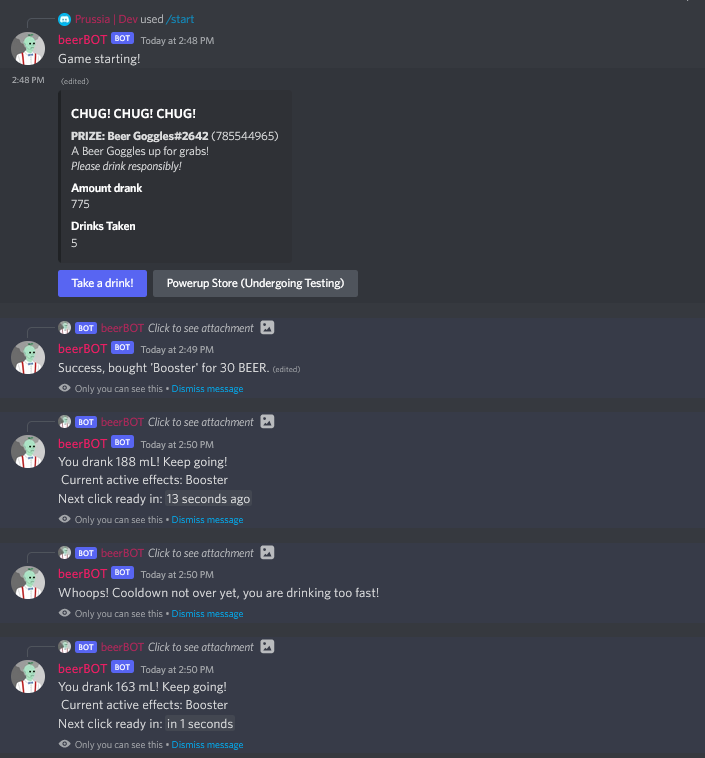 Prussia | Dev used /start
beerBOT BOT Today at 2:48 PM
Game starting!
2:48 PM (edited)
CHUG! CHUG! CHUG!
PRIZE: Beer Goggles#2642 (785544965)
A Beer Goggles up for grabs!
Please drink responsibly!
Amount drank
775
Drinks Taken
5
Take a drink! Powerup Store (Undergoing Testing)
BOT beerBOT Click to see attachment
beerBOT BOT Today at 2:49 PM
Success, bought 'Booster' for 30 BEER. (edited)
Only you can see this • Dismiss message
BOT beerBOT Click to see attachment
beerBOT BOT Today at 2:50 PM
You drank 188 mL! Keep going!
Current active effects: Booster
Next click ready in: 13 seconds ago
Only you can see this • Dismiss message
BOT beerBOT Click to see attachment
beerBOT BOT Today at 2:50 PM
Whoops! Cooldown not over yet, you are drinking too fast!
Only you can see this • Dismiss message
BOT beerBOT Click to see attachment
beerBOT BOT Today at 2:50 PM
You drank 163 mL! Keep going!
Current active effects: Booster
Next click ready in: in 1 seconds
Only you can see this • Dismiss message